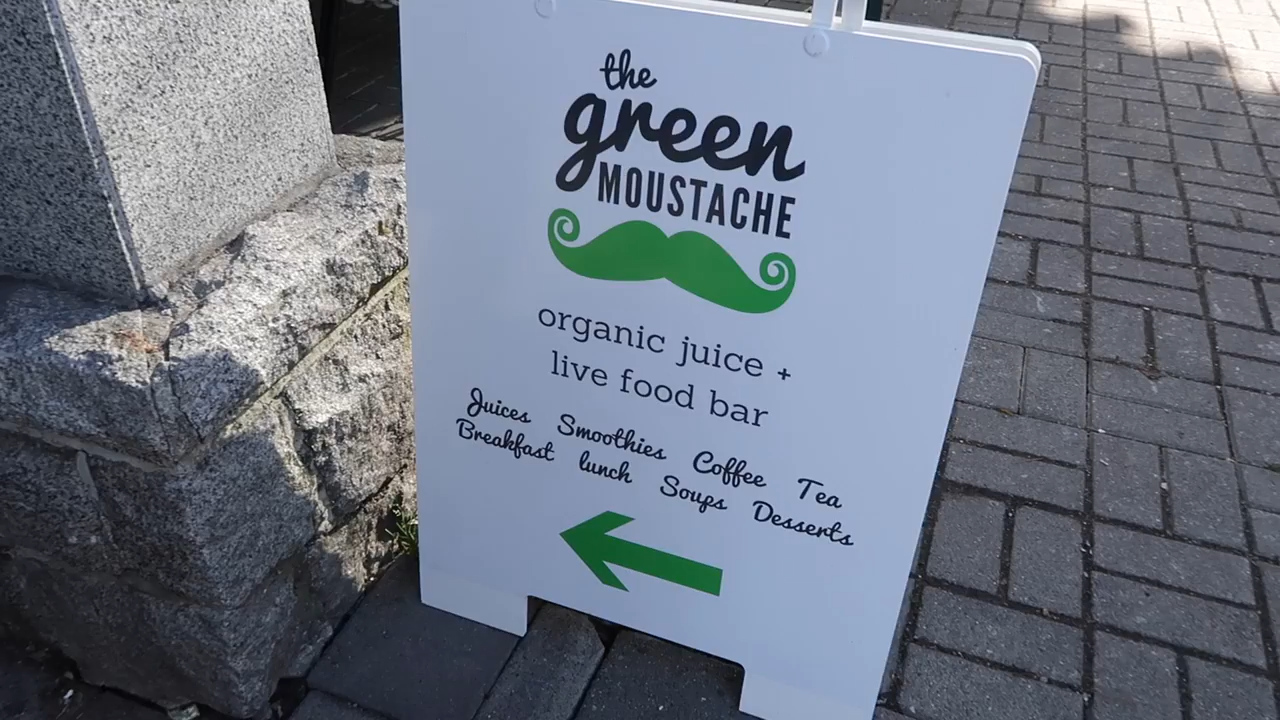 the
green
MOUSTACHE
organic juice +
live food bar
Juices Smoothies Coffee Tea
Breakfast lunch Soups Desserts